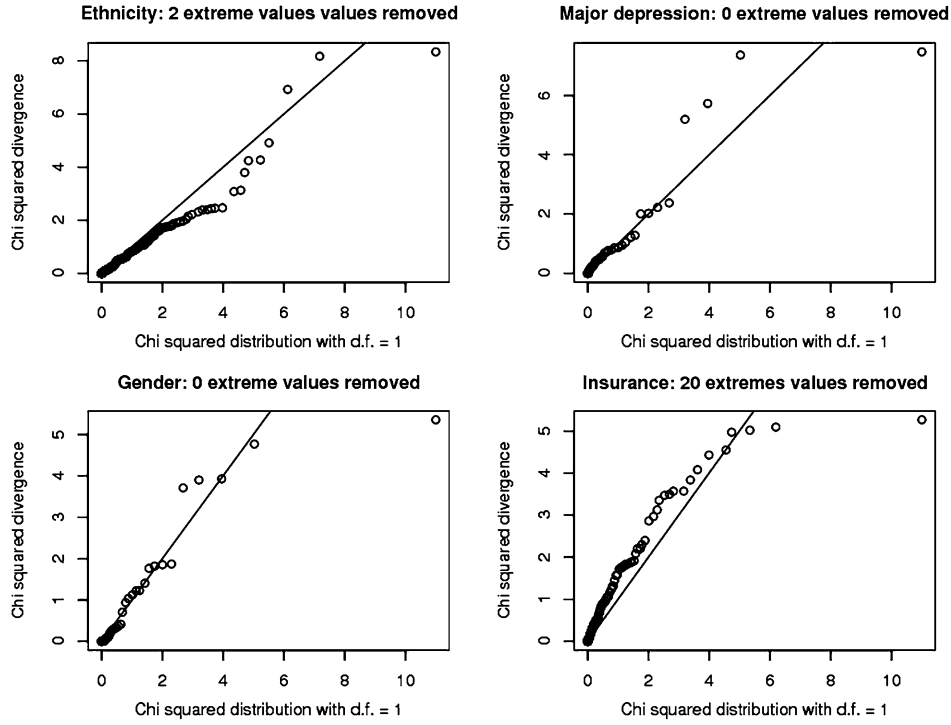 Ethnicity: 2 extreme values values removed
Chi squared divergence
0 2 4 6 8
0 2 4 6 8 10
Chi squared distribution with d.f. = 1
Major depression: 0 extreme values removed
Chi squared divergence
0 2 4 6
0 2 4 6 8 10
Chi squared distribution with d.f. = 1
Gender: 0 extreme values removed
Chi squared divergence
0 1 2 3 4 5
0 2 4 6 8 10
Chi squared distribution with d.f. = 1
Insurance: 20 extremes values removed
Chi squared divergence
0 1 2 3 4 5
0 2 4 6 8 10
Chi squared distribution with d.f. = 1